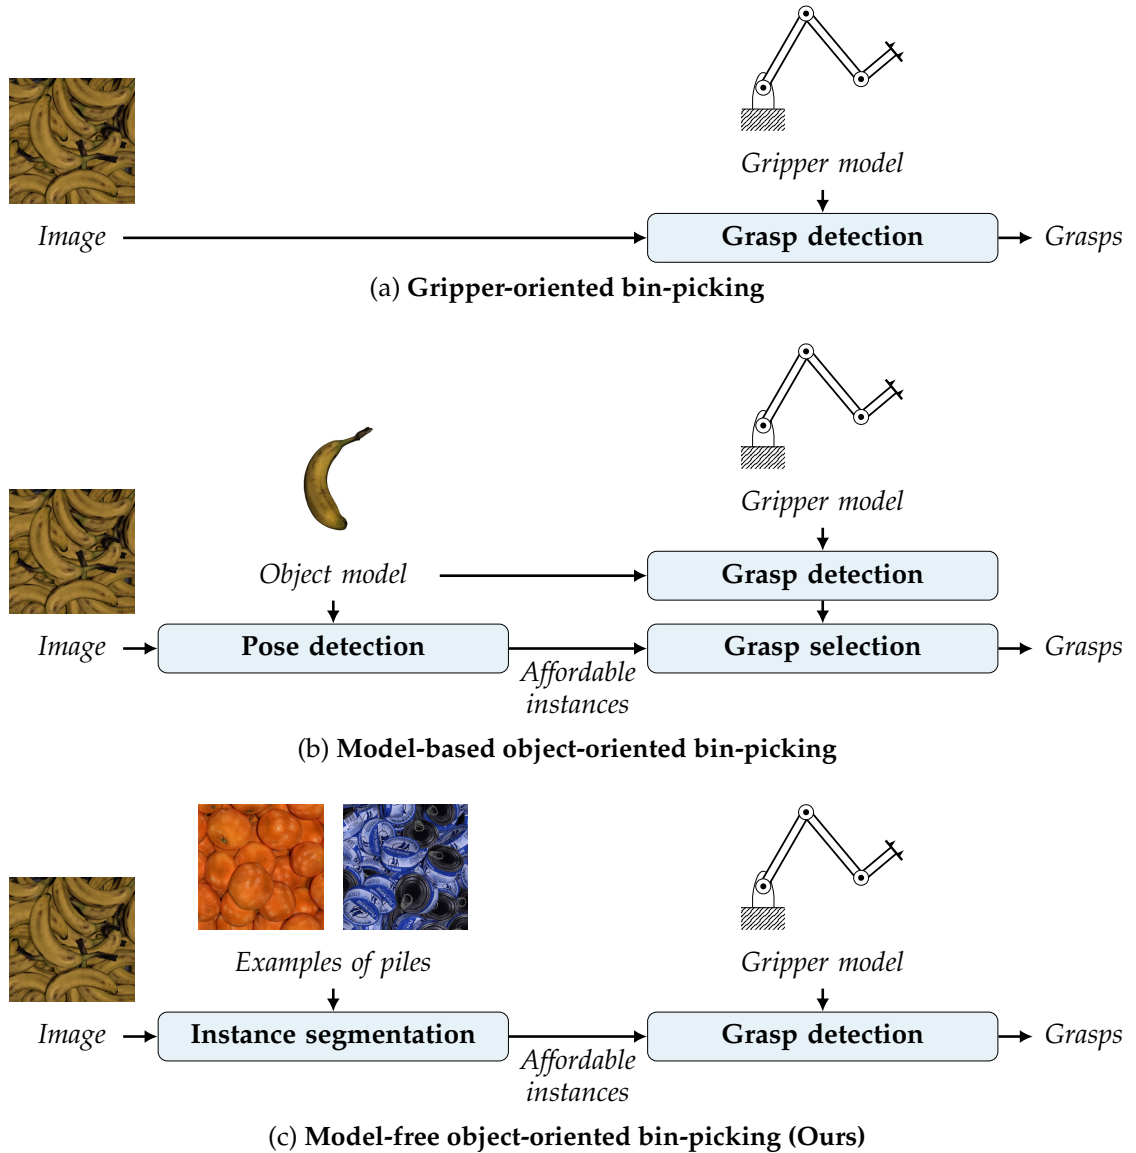 Gripper model
Image
Grasp detection
Grasps
(a) Gripper-oriented bin-picking
Gripper model
Object model
Grasp detection
Image
Pose detection
Affordable
instances
Grasp selection
Grasps
(b) Model-based object-oriented bin-picking
Examples of piles
Gripper model
Image
Instance segmentation
Affordable
instances
Grasp detection
Grasps
(c) Model-free object-oriented bin-picking (Ours)